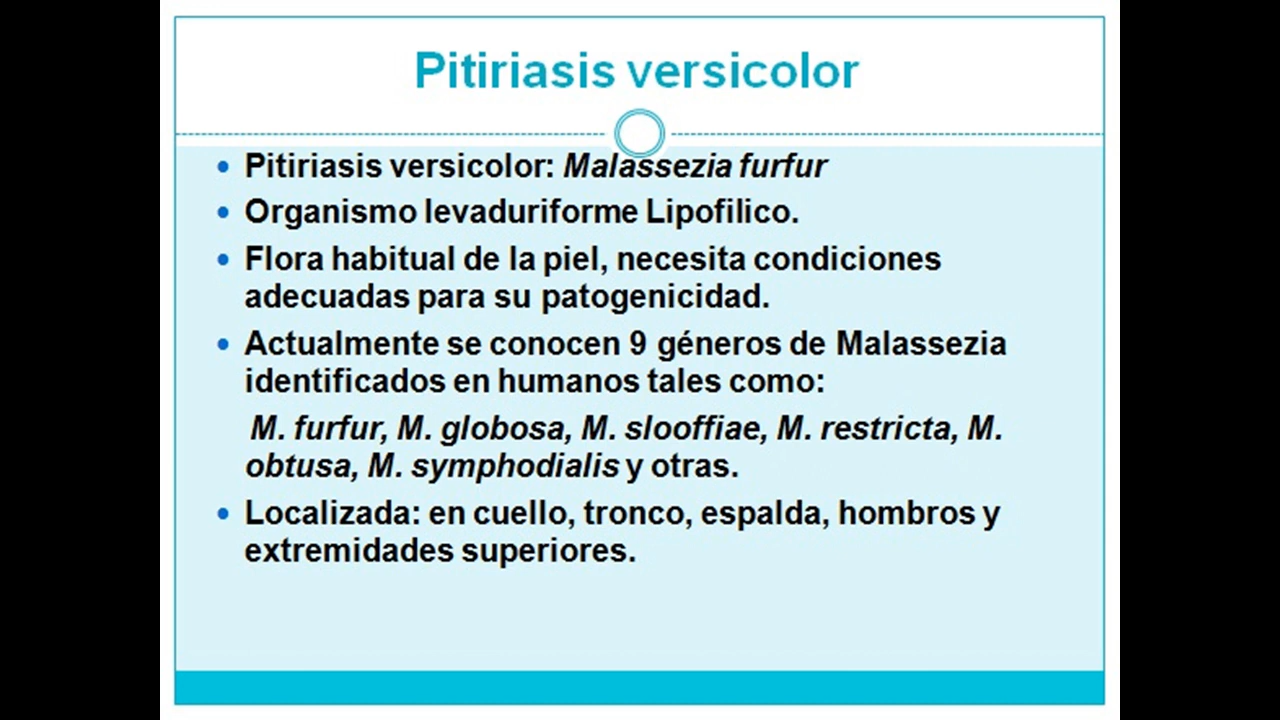 Pitiriasis versicolor
• Pitiriasis versicolor: Malassezia furfur
• Organismo levaduriforme Lipofilico.
• Flora habitual de la piel, necesita condiciones
adecuadas para su patogenicidad.
• Actualmente se conocen 9 géneros de Malassezia
identificados en humanos tales como:
M. furfur, M. globosa, M. slooffiae, M. restricta, M.
obtusa, M. symphodialis y otras.
• Localizada: en cuello, tronco, espalda, hombros y
extremidades superiores.